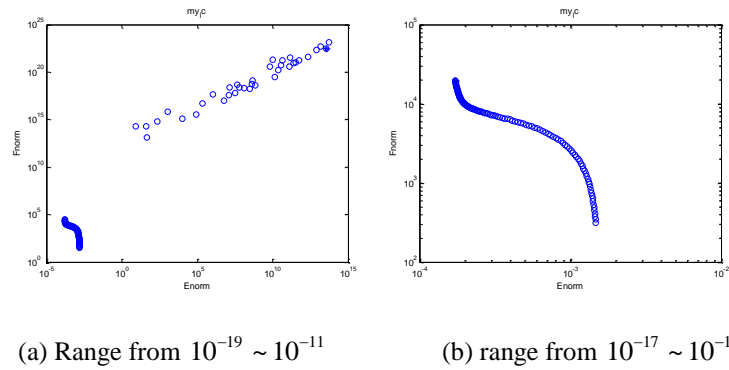 my_lc my_lc
10^25
10^20
10^15
10^10
10^5
10^0
Fnorm
10^-5 10^0 10^5 10^10 10^15
Enorm
10^5
10^4
10^3
10^2
Fnorm
10^-4 10^-3 10^-2
Enorm
(a) Range from 10^−19 ~ 10^−11 (b) range from 10^−17 ~ 10^−1